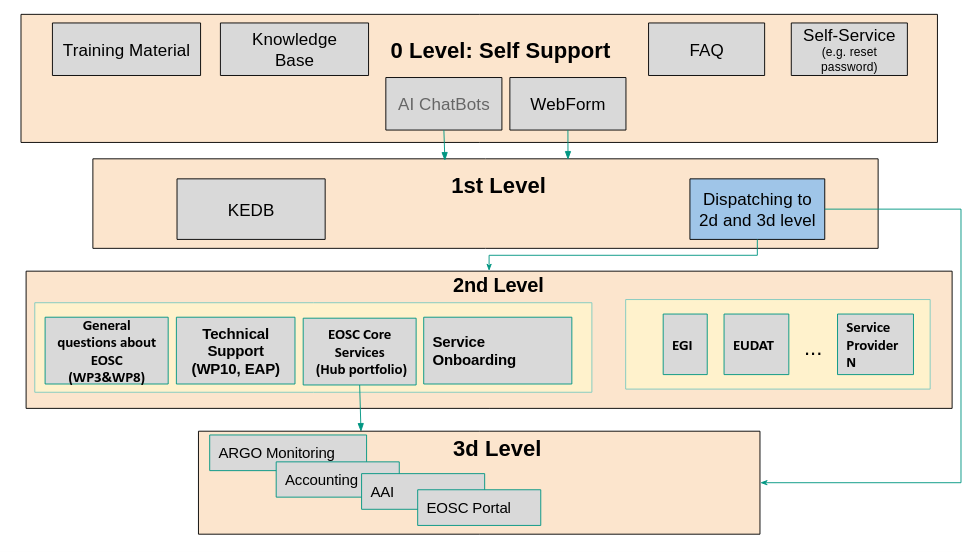 Training Material
Knowledge
Base
0 Level: Self Support
FAQ
Self-Service
(e.g. reset
password)
AI ChatBots
WebForm
1st Level
KEDB
Dispatching to
2d and 3d level
2nd Level
General
questions about
EOSC
(WP3&WP8)
Technical
Support
(WP10, EAP)
EOSC Core
Services
(Hub portfolio)
Service
Onboarding
EGI
EUDAT
...
Service
Provider
N
3d Level
ARGO Monitoring
Accounting
AAI
EOSC Portal